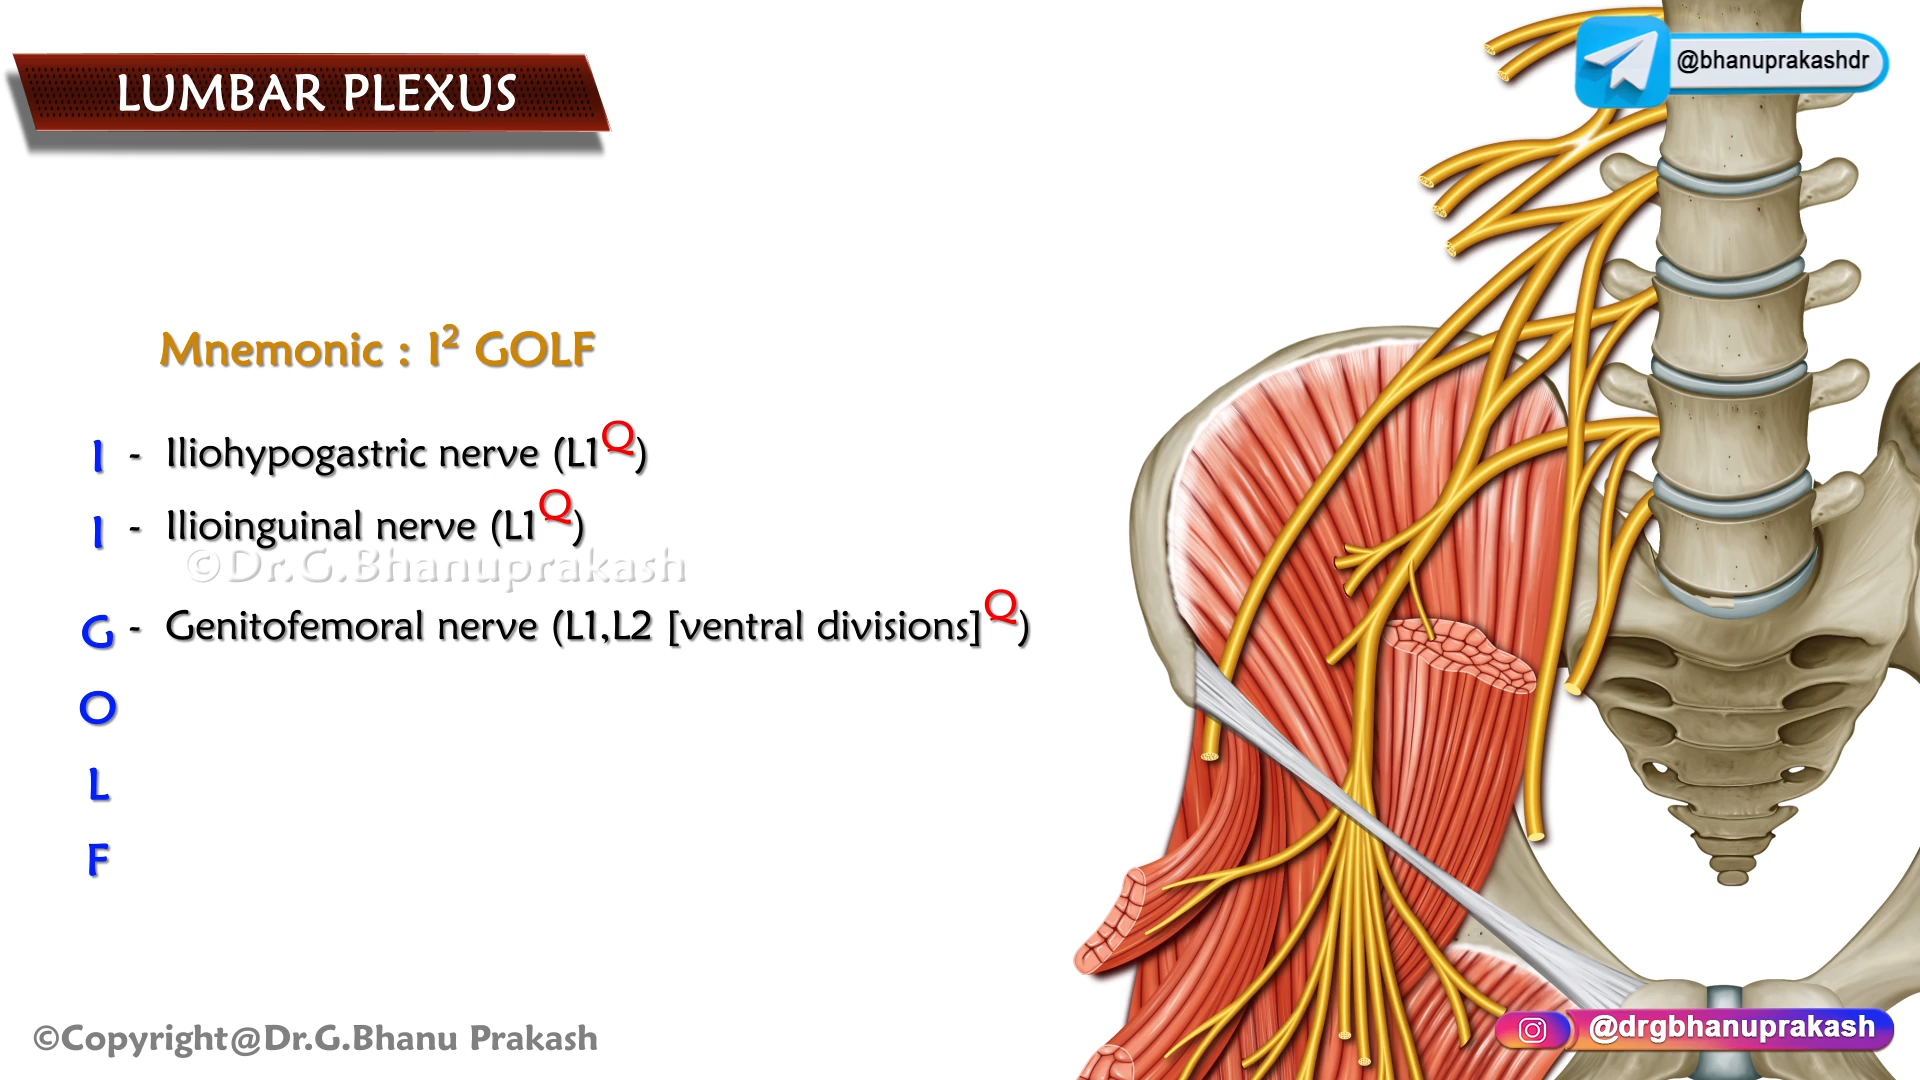 LUMBAR PLEXUS
@bhanuprakashdr
Mnemonic : I² GOLF
I - Iliohypogastric nerve (L1Q)
I - Ilioinguinal nerve (L1Q)
©Dr.G.Bhanuprakash
G - Genitofemoral nerve (L1,L2 [ventral divisions]Q)
O
L
F
©Copyright@Dr.G.Bhanu Prakash
@drgbhanuprakash